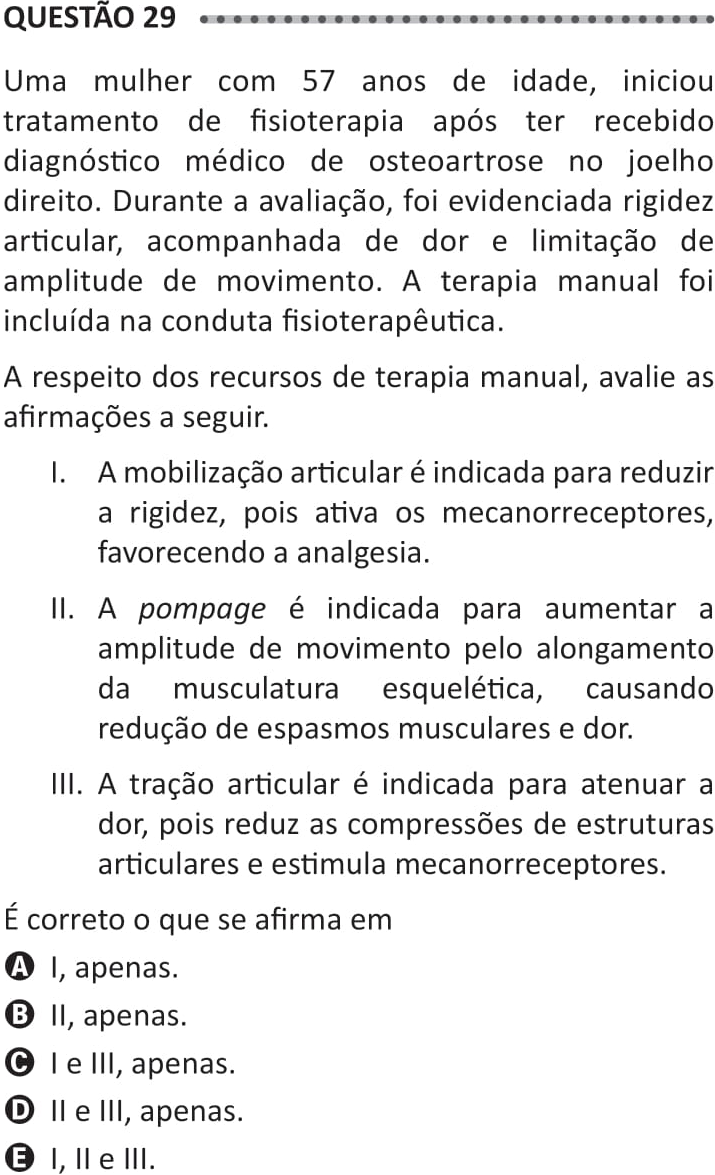 QUESTÃO 29
Uma mulher com 57 anos de idade, iniciou
tratamento de fisioterapia após ter recebido
diagnóstico médico de osteoartrose no joelho
direito. Durante a avaliação, foi evidenciada rigidez
articular, acompanhada de dor e limitação de
amplitude de movimento. A terapia manual foi
incluída na conduta fisioterapêutica.
A respeito dos recursos de terapia manual, avalie as
afirmações a seguir.
I. A mobilização articular é indicada para reduzir
a rigidez, pois ativa os mecanorreceptores,
favorecendo a analgesia.
II. A pompage é indicada para aumentar a
amplitude de movimento pelo alongamento
da musculatura esquelética, causando
redução de espasmos musculares e dor.
III. A tração articular é indicada para atenuar a
dor, pois reduz as compressões de estruturas
articulares e estimula mecanorreceptores.
É correto o que se afirma em
A I, apenas.
B II, apenas.
C I e III, apenas.
D II e III, apenas.
E I, II e III.